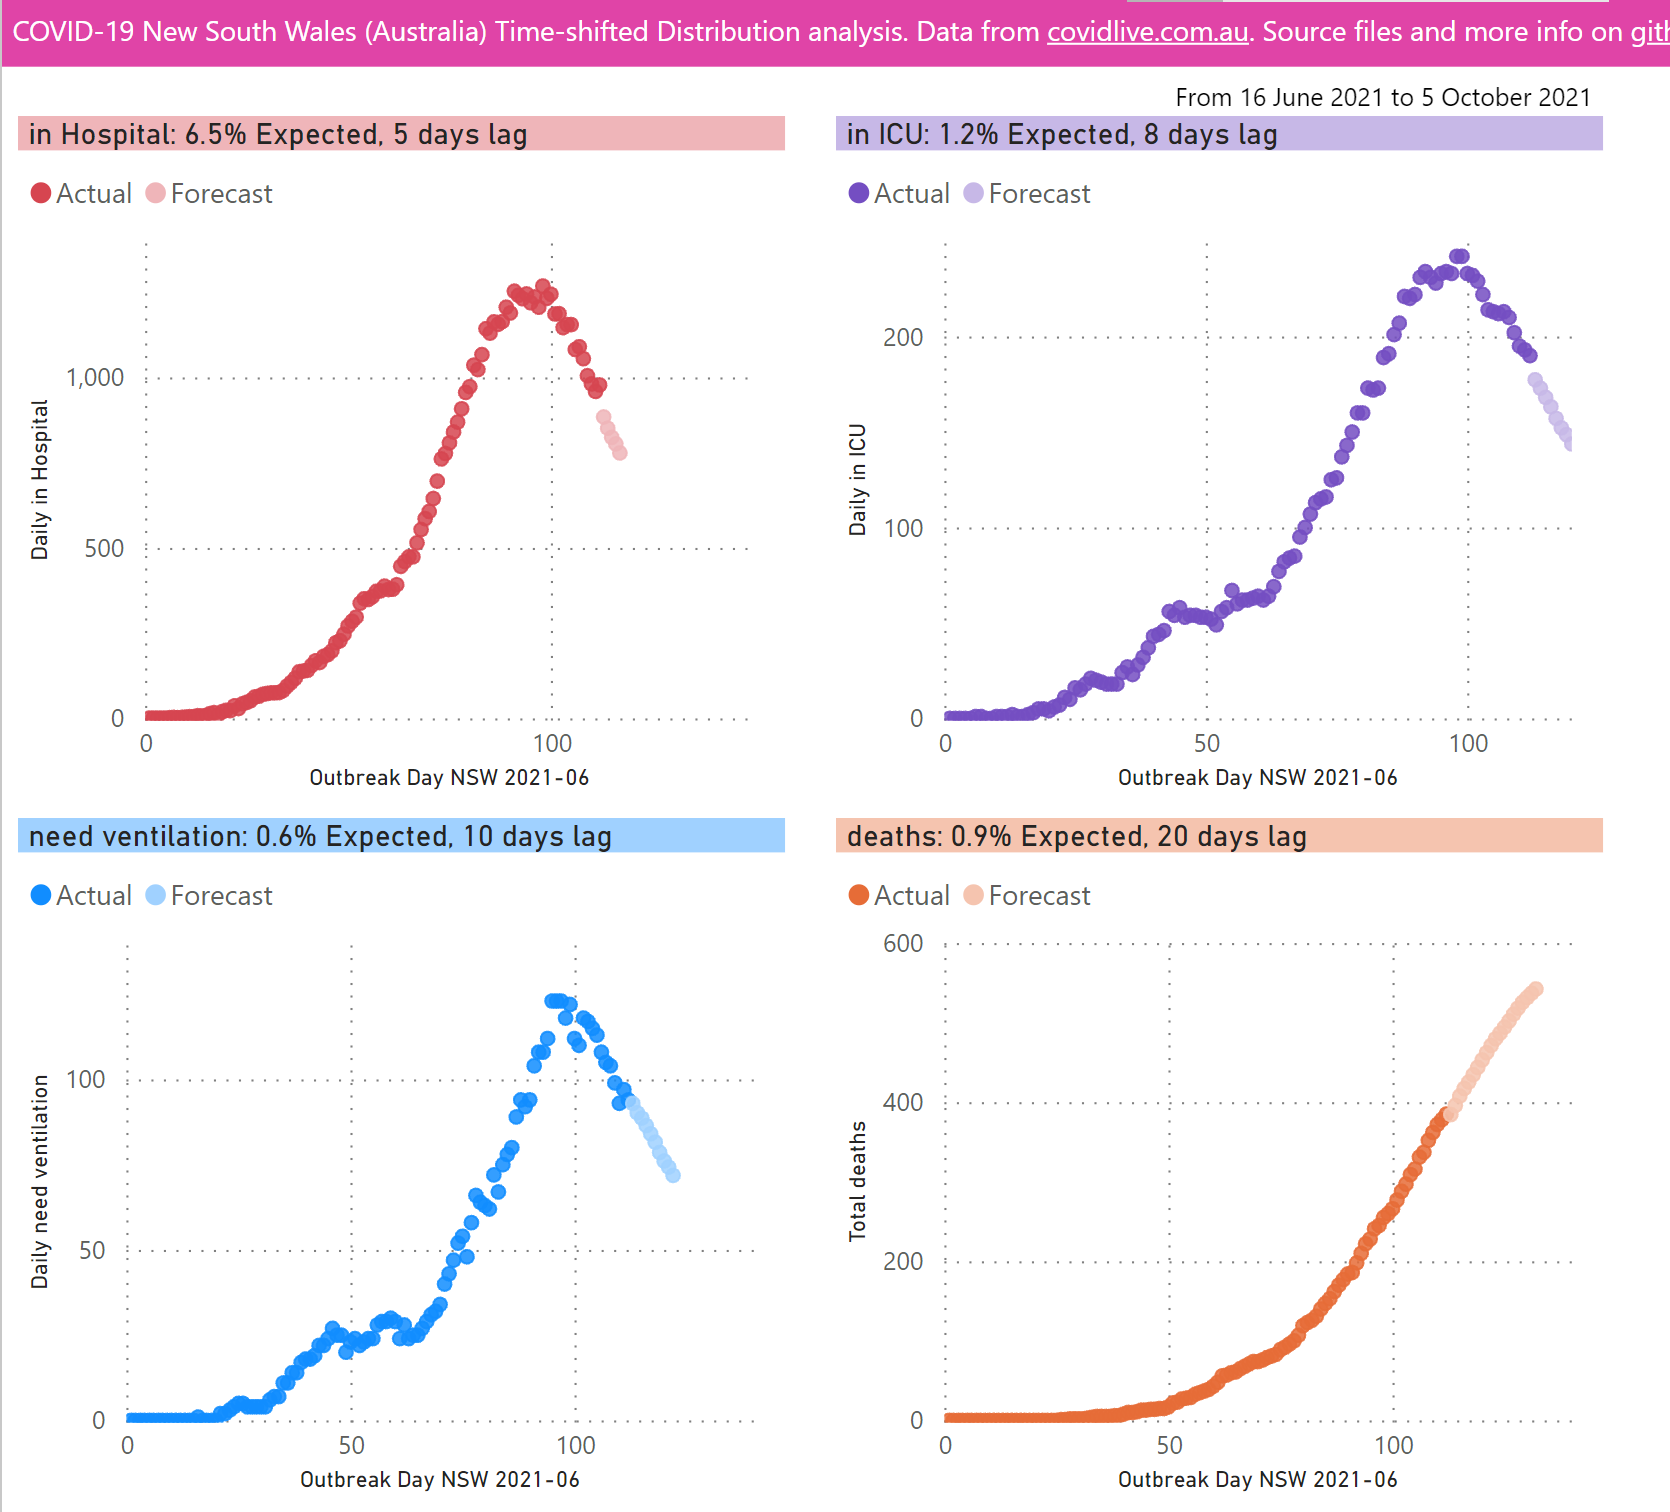 COVID-19 New South Wales (Australia) Time-shifted Distribution analysis. Data from covidlive.com.au. Source files and more info on
From 16 June 2021 to 5 October 2021
in Hospital: 6.5% Expected, 5 days lag
Actual Forecast
1,000
500
0
0 100
Daily in Hospital
Outbreak Day NSW 2021-06
in ICU: 1.2% Expected, 8 days lag
Actual Forecast
200
100
0
0 50 100
Daily in ICU
Outbreak Day NSW 2021-06
need ventilation: 0.6% Expected, 10 days lag
Actual Forecast
100
50
0
0 50 100
Daily need ventilation
Outbreak Day NSW 2021-06
deaths: 0.9% Expected, 20 days lag
Actual Forecast
600
400
200
0
0 50 100
Total deaths
Outbreak Day NSW 2021-06